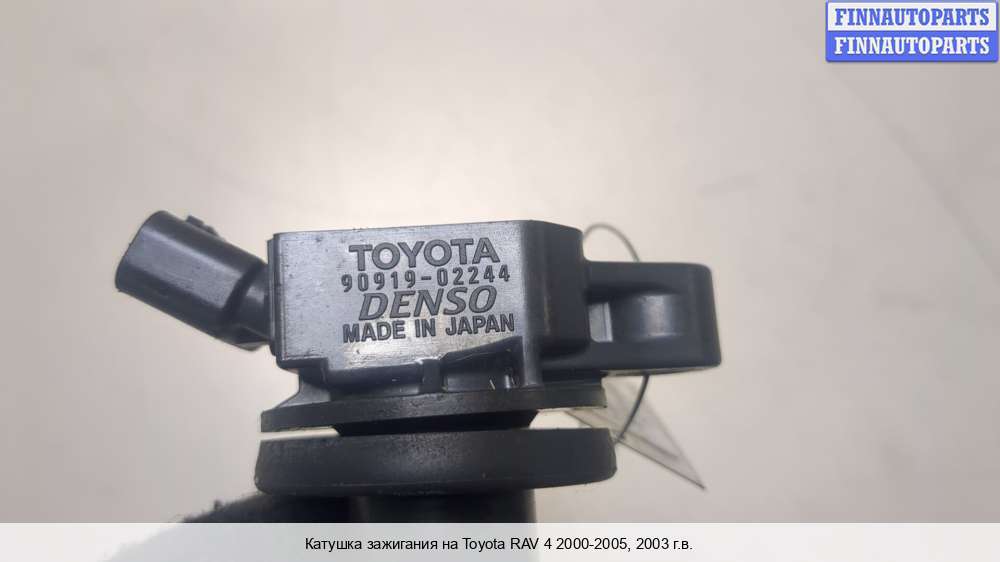 FINNAUTOPARTS
FINNAUTOPARTS
TOYOTA
90919-02244
DENSO
MADE IN JAPAN
Катушка зажигания на Toyota RAV 4 2000-2005, 2003 г.в.